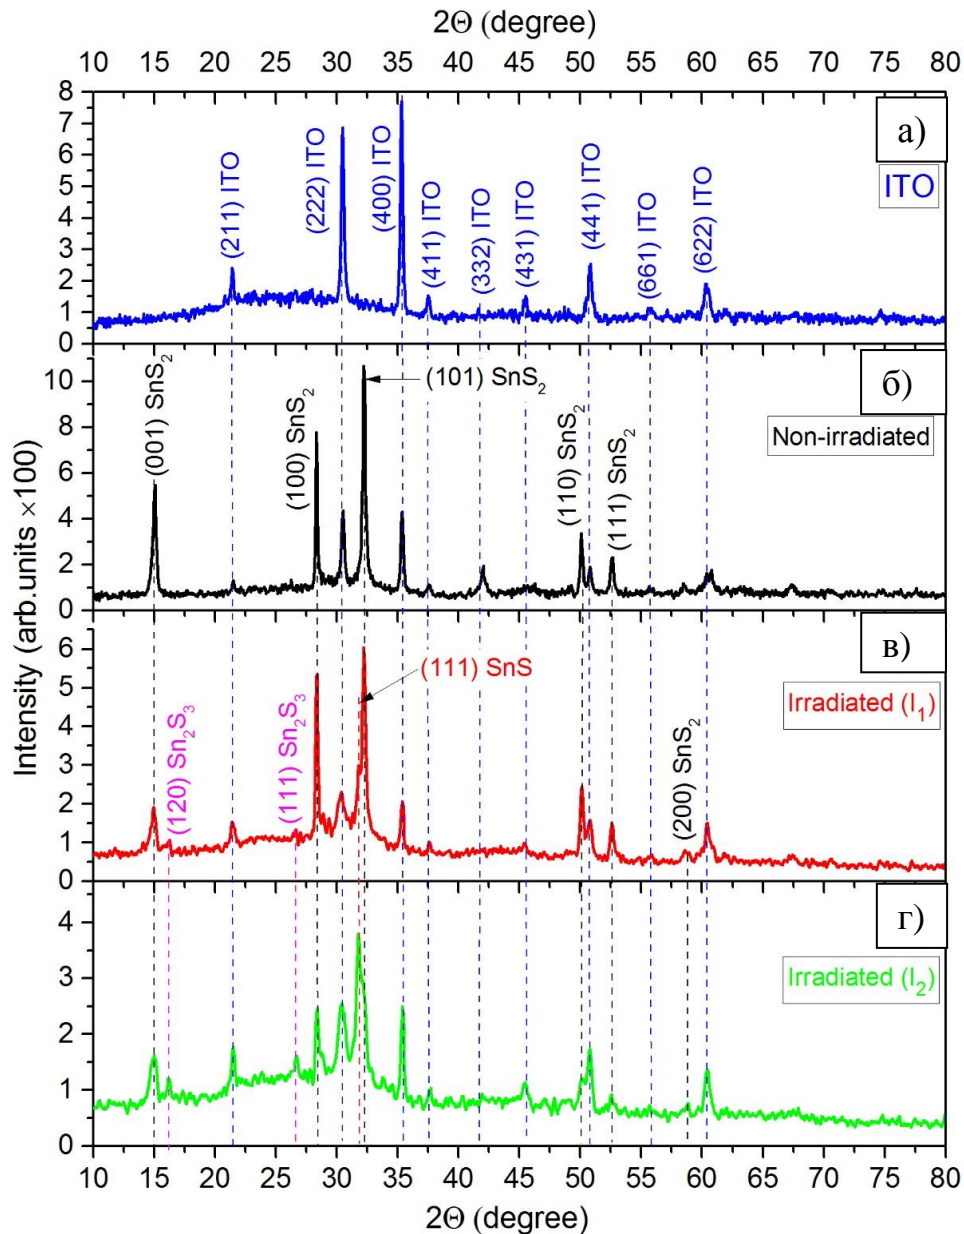 2Θ (degree)
10 15 20 25 30 35 40 45 50 55 60 65 70 75 80
8
7
6
5
4
3
2
1
0
(211) ITO
(222) ITO
(400) ITO
(411) ITO
(332) ITO
(431) ITO
(441) ITO
(661) ITO
(622) ITO
а)
ITO
Intensity (arb.units ×100)
10
8
6
4
2
0
(001) SnS₂
(100) SnS₂
(101) SnS₂
(110) SnS₂
(111) SnS₂
б)
Non-irradiated
6
5
4
3
2
1
0
(120) Sn₂S₃
(111) Sn₂S₃
(111) SnS
(200) SnS₂
в)
Irradiated (I₁)
4
3
2
1
0
г)
Irradiated (I₂)
10 15 20 25 30 35 40 45 50 55 60 65 70 75 80
2Θ (degree)